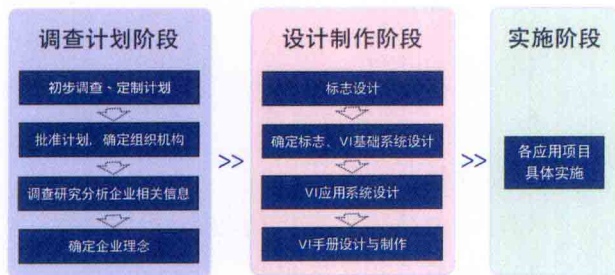 调查计划阶段
初步调查、定制计划
批准计划，确定组织机构
调查研究分析企业相关信息
确定企业理念
>>
设计制作阶段
标志设计
确定标志、VI基础系统设计
VI应用系统设计
VI手册设计与制作
>>
实施阶段
各应用项目
具体实施